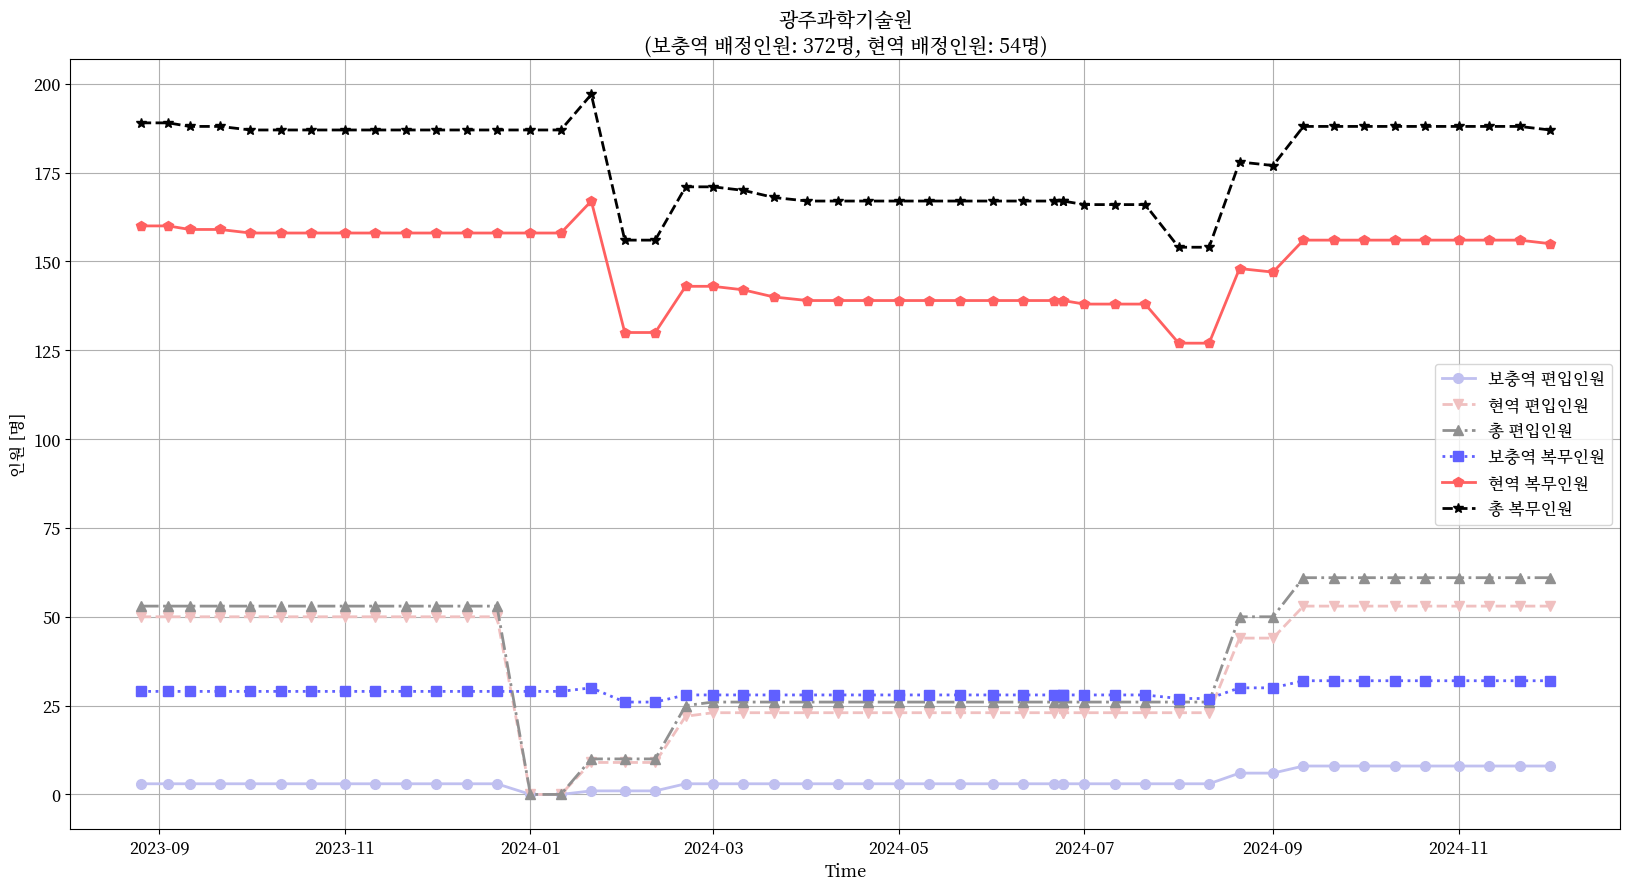 광주과학기술원
(보충역 배정인원: 372명, 현역 배정인원: 54명)
200
175
150
125
100
75
50
25
0
인원 [명]
보충역 편입인원
현역 편입인원
총 편입인원
보충역 복무인원
현역 복무인원
총 복무인원
2023-09
2023-11
2024-01
2024-03
2024-05
2024-07
2024-09
2024-11
Time